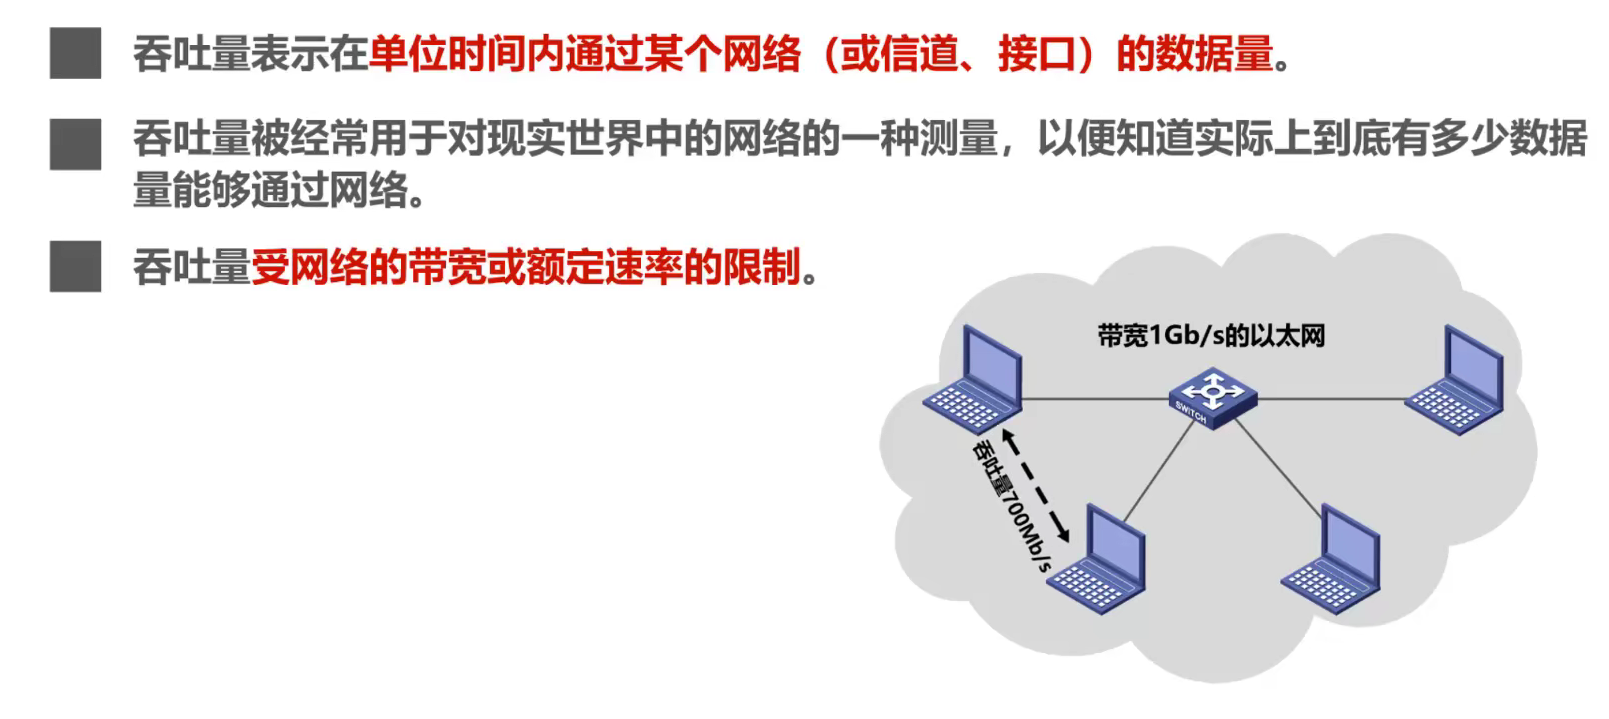 吞吐量表示在单位时间内通过某个网络（或信道、接口）的数据量。
吞吐量被经常用于对现实世界中的网络的一种测量，以便知道实际上到底有多少数据
量能够通过网络。
吞吐量受网络的带宽或额定速率的限制。
带宽1Gb/s的以太网
SWITCH
吞吐量700Mb/s